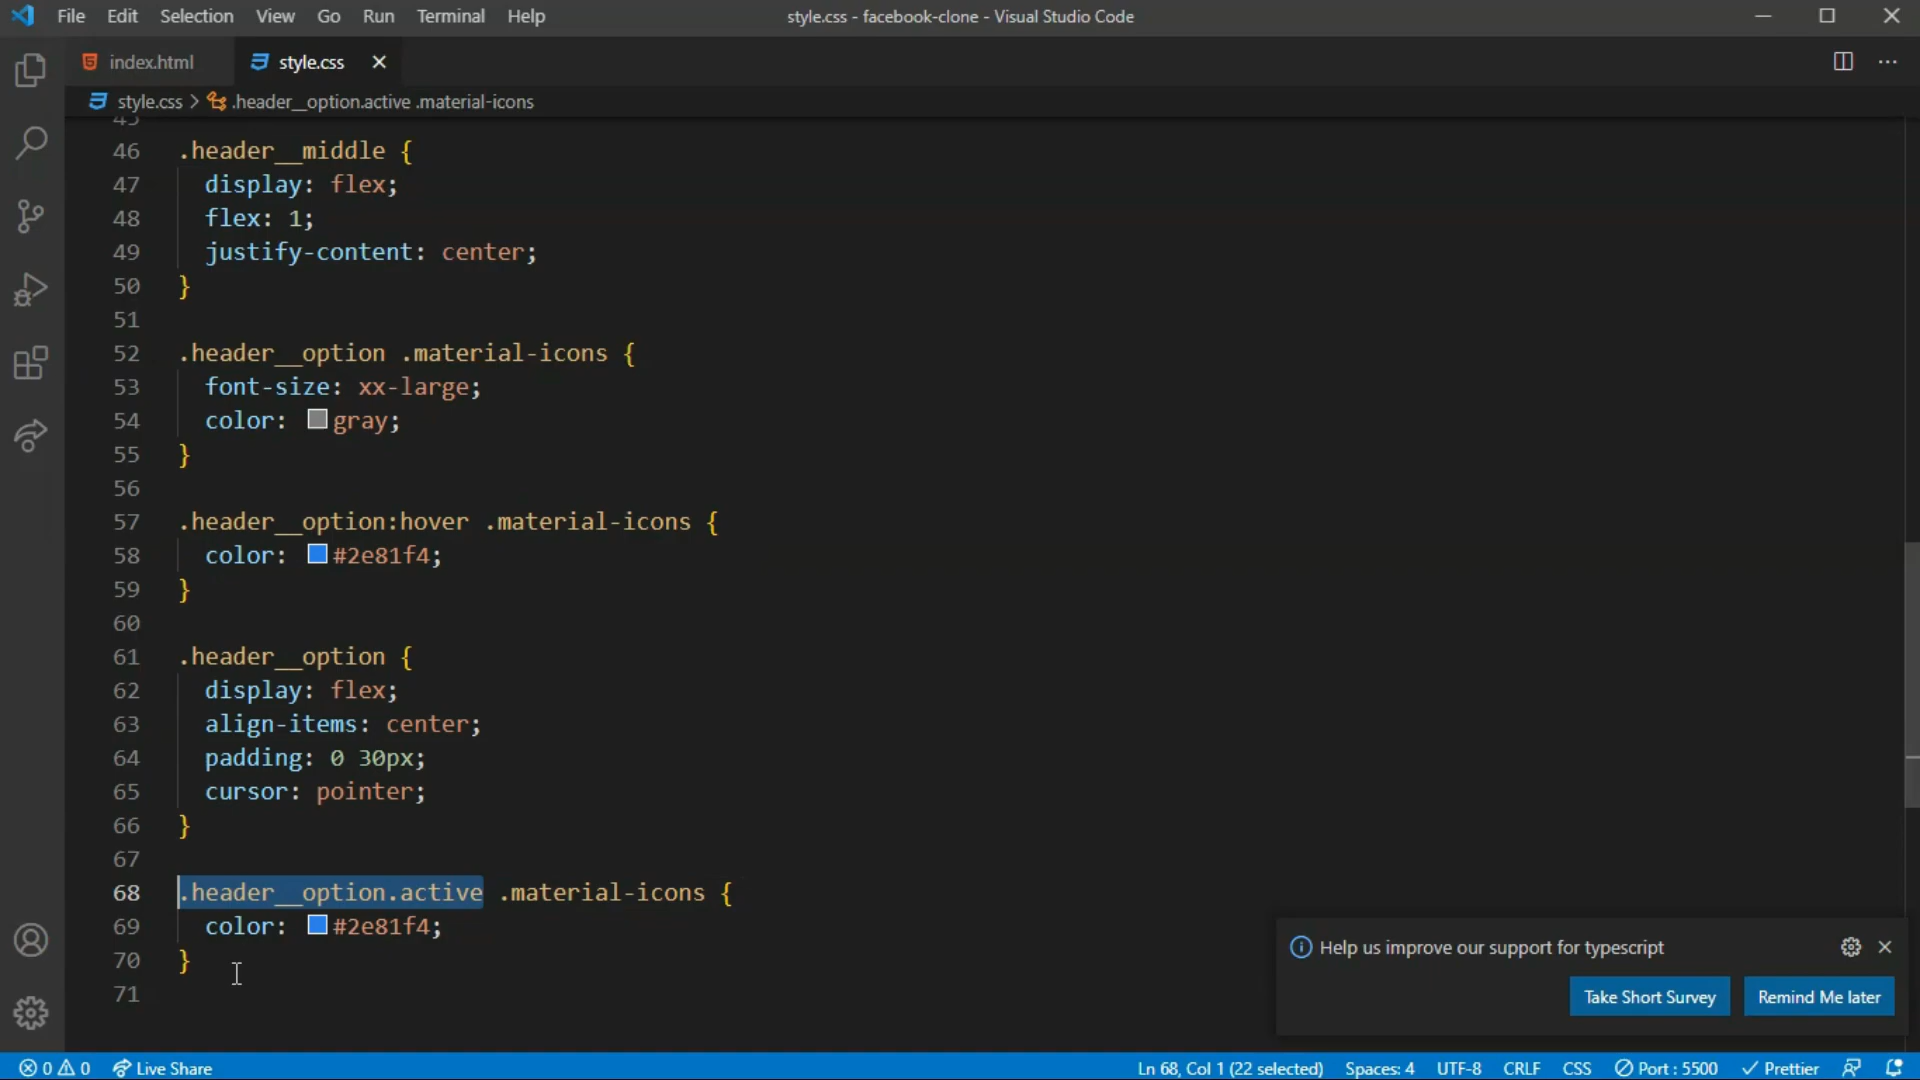 File Edit Selection View Go Run Terminal Help
style.css - facebook-clone - Visual Studio Code
index.html
style.css
style.css > .header__option.active .material-icons
45
46 .header__middle {
47 display: flex;
48 flex: 1;
49 justify-content: center;
50 }
51
52 .header__option .material-icons {
53 font-size: xx-large;
54 color: gray;
55 }
56
57 .header__option:hover .material-icons {
58 color: #2e81f4;
59 }
60
61 .header__option {
62 display: flex;
63 align-items: center;
64 padding: 0 30px;
65 cursor: pointer;
66 }
67
68 .header__option.active .material-icons {
69 color: #2e81f4;
70 }
71
Help us improve our support for typescript
Take Short Survey Remind Me later
0 0 Live Share Ln 68, Col 1 (22 selected) Spaces: 4 UTF-8 CRLF CSS Port : 5500 Prettier